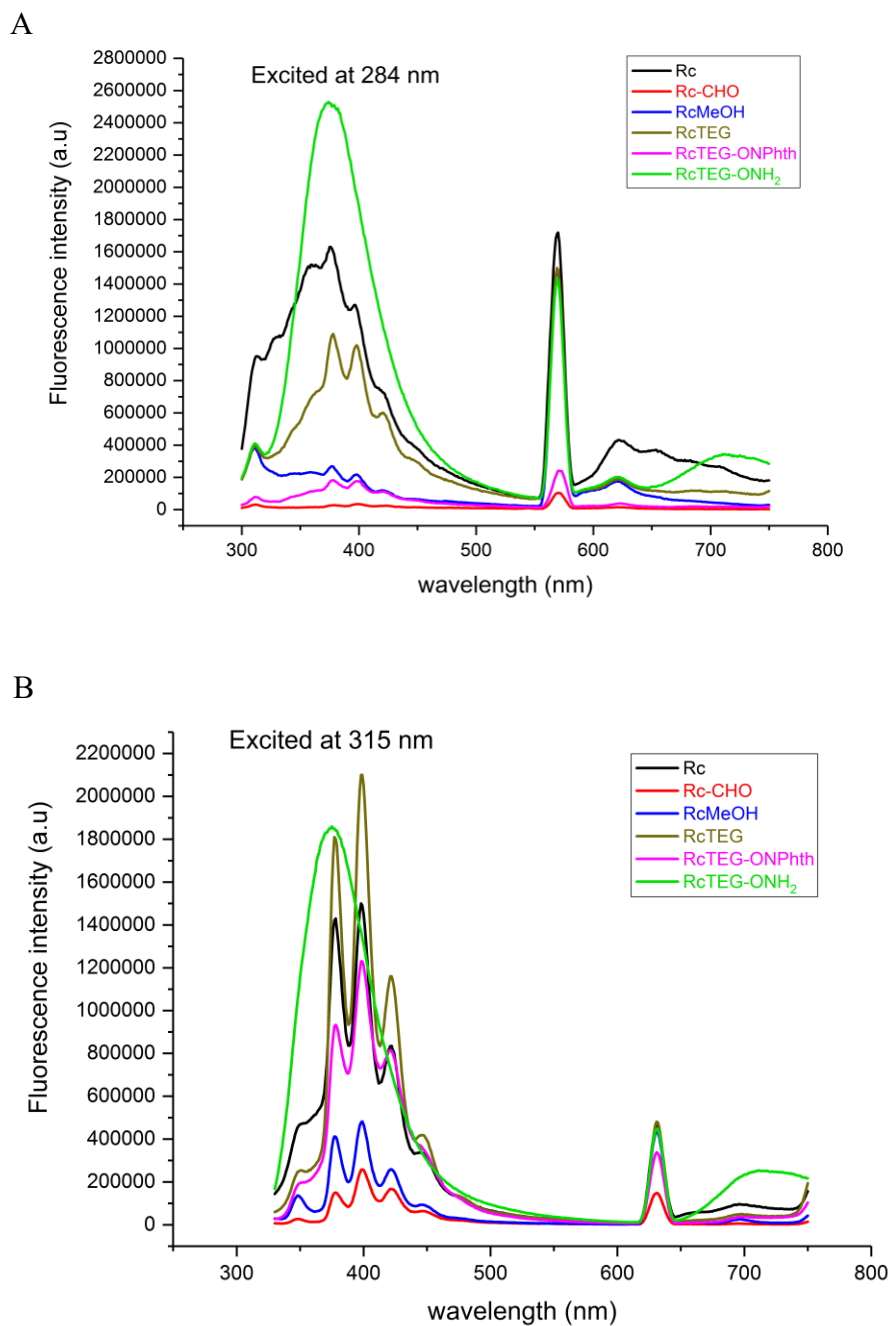 A
Excited at 284 nm
Rc
Rc-CHO
RcMeOH
RcTEG
RcTEG-ONPhth
RcTEG-ONH₂
Fluorescence intensity (a.u)
2800000
2600000
2400000
2200000
2000000
1800000
1600000
1400000
1200000
1000000
800000
600000
400000
200000
0
300 400 500 600 700 800
wavelength (nm)
B
Excited at 315 nm
Rc
Rc-CHO
RcMeOH
RcTEG
RcTEG-ONPhth
RcTEG-ONH₂
Fluorescence intensity (a.u)
2200000
2000000
1800000
1600000
1400000
1200000
1000000
800000
600000
400000
200000
0
300 400 500 600 700 800
wavelength (nm)